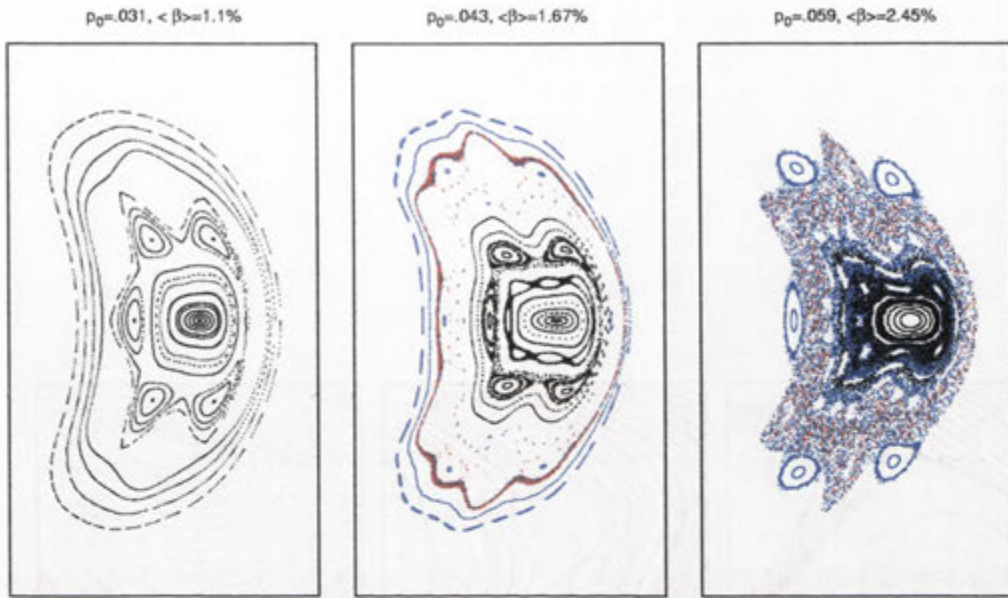 p₀=.031, < β>=1.1%
p₀=.043, <β>=1.67%
p₀=.059, <β>=2.45%